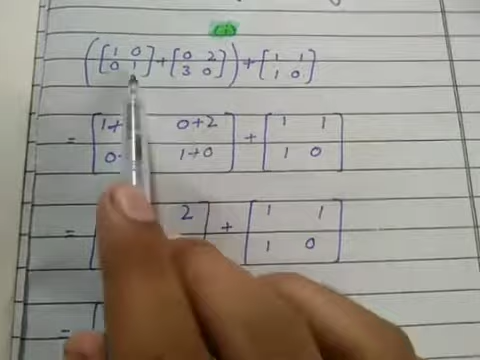 (i)
([1 0 0 1] + [0 2 3 0]) + [1 1 1 0]
= [1+ 0+2 0+ 1+0] + [1 1 1 0]
= [2] + [1 1 1 0]
= [